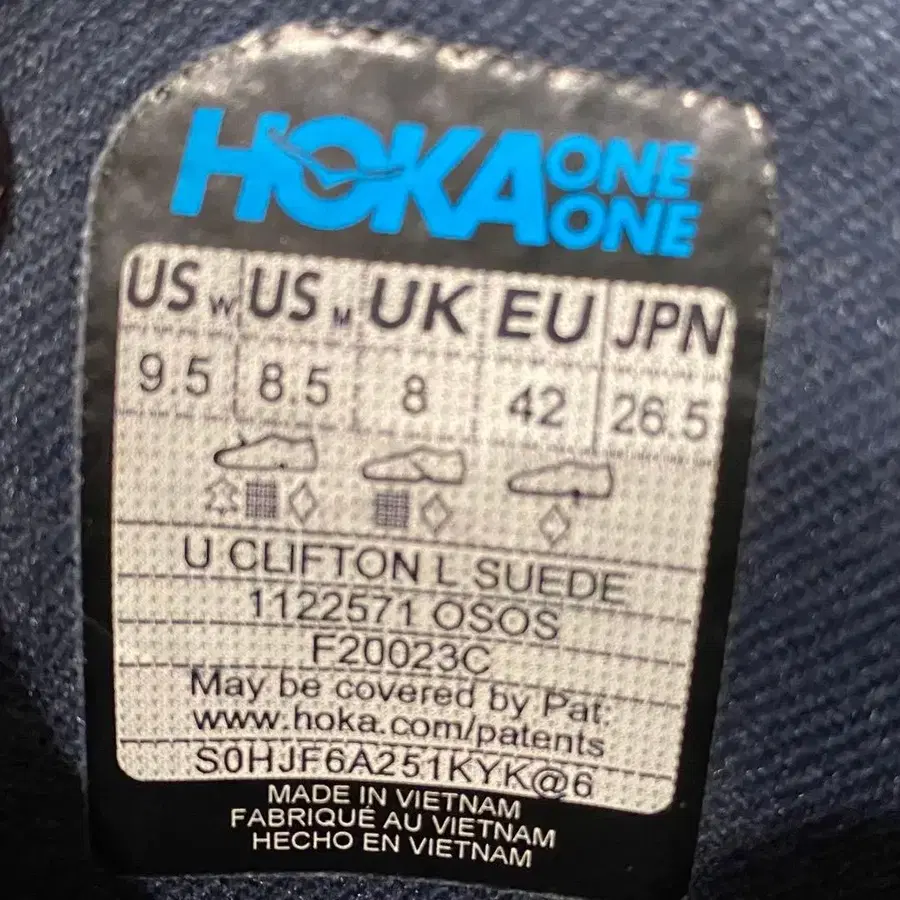 HOKA ONE ONE
US W US M UK EU JPN
9.5 8.5 8 42 26.5
U CLIFTON L SUEDE
1122571 OSOS
F20023C
May be covered by Pat:
www.hoka.com/patents
S0HJF6A251KYK@6
MADE IN VIETNAM
FABRIQUÉ AU VIETNAM
HECHO EN VIETNAM